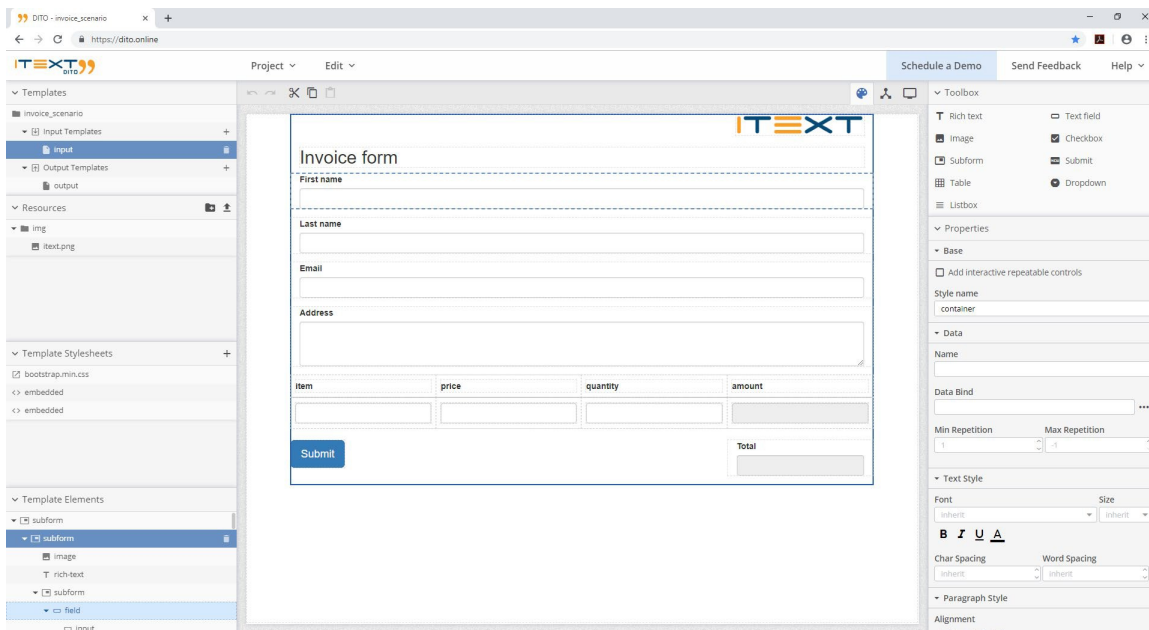 DITO - invoice_scenario
https://dito.online
ITEXT
DITO
Project
Edit
Schedule a Demo
Send Feedback
Help
Templates
invoice_scenario
Input Templates
input
Output Templates
output
Resources
img
itext.png
Template Stylesheets
bootstrap.min.css
embedded
embedded
Template Elements
subform
subform
image
rich-text
subform
field
input
ITEXT
Invoice form
First name
Last name
Email
Address
item price quantity amount
Submit
Total
Toolbox
Rich text Text field
Image Checkbox
Subform Submit
Table Dropdown
Listbox
Properties
Base
Add interactive repeatable controls
Style name
container
Data
Name
Data Bind
Min Repetition Max Repetition
1 -1
Text Style
Font Size
Inherit Inherit
B I U A
Char Spacing Word Spacing
Inherit Inherit
Paragraph Style
Alignment